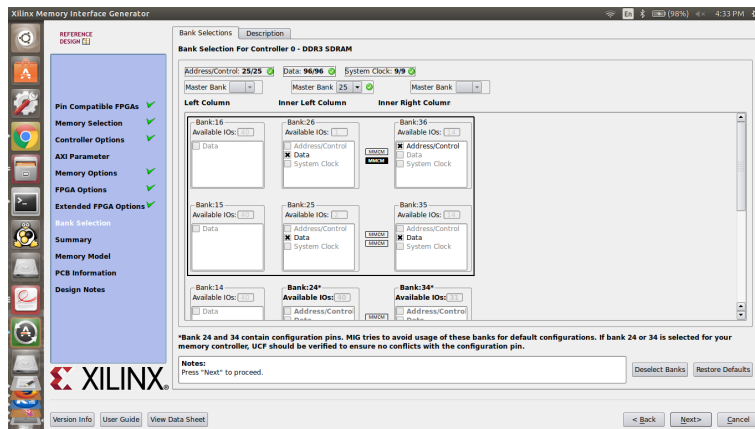 Xilinx Memory Interface Generator
En
(98%)
4:33 PM
REFERENCE
DESIGN
Pin Compatible FPGAs
Memory Selection
Controller Options
AXI Parameter
Memory Options
FPGA Options
Extended FPGA Options
Bank Selection
Summary
Memory Model
PCB Information
Design Notes
XILINX
Bank Selections
Description
Bank Selection For Controller 0 - DDR3 SDRAM
Address/Control: 25/25
Data: 96/96
System Clock: 9/9
Master Bank
Master Bank 25
Master Bank
Left Column
Inner Left Column
Inner Right Column
Bank:16
Available IOs: 40
Data
Bank:26
Available IOs:
Address/Control
Data
System Clock
MMCM
MMCM
Bank:36
Available IOs: 14
Address/Control
Data
System Clock
Bank:15
Available IOs: 40
Data
Bank:25
Available IOs:
Address/Control
Data
System Clock
MMCM
MMCM
Bank:35
Available IOs: 14
Address/Control
Data
System Clock
Bank:14
Available IOs: 40
Data
Bank:24*
Available IOs: 40
Address/Control
Data
MMCM
Bank:34*
Available IOs: 31
Address/Control
Data
*Bank 24 and 34 contain configuration pins. MIG tries to avoid usage of these banks for default configurations. If bank 24 or 34 is selected for your
memory controller, UCF should be verified to ensure no conflicts with the configuration pin.
Notes:
Press "Next" to proceed.
Deselect Banks
Restore Defaults
Version Info
User Guide
View Data Sheet
< Back
Next>
Cancel